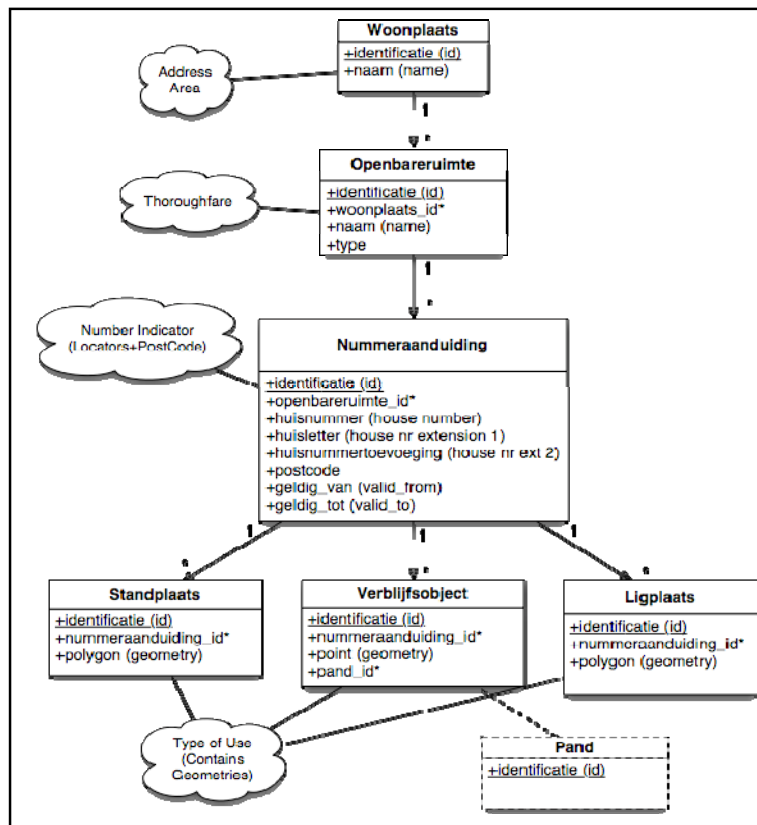 Woonplaats
+identificatie (id)
+naam (name)
Address
Area
1
Openbareruimte
+identificatie (id)
+woonplaats_id*
+naam (name)
+type
Thoroughfare
1
Number Indicator
(Locators+PostCode)
Nummeraanduiding
+identificatie (id)
+openbareruimte_id*
+huisnummer (house number)
+huisletter (house nr extension 1)
+huisnummertoevoeging (house nr ext 2)
+postcode
+geldig_van (valid_from)
+geldig_tot (valid_to)
1
1
1
Standplaats
+identificatie (id)
+nummeraanduiding_id*
+polygon (geometry)
Verblijfsobject
+identificatie (id)
+nummeraanduiding_id*
+point (geometry)
+pand_id*
Ligplaats
+identificatie (id)
+nummeraanduiding_id*
+polygon (geometry)
Type of Use
(Contains
Geometries)
Pand
+identificatie (id)